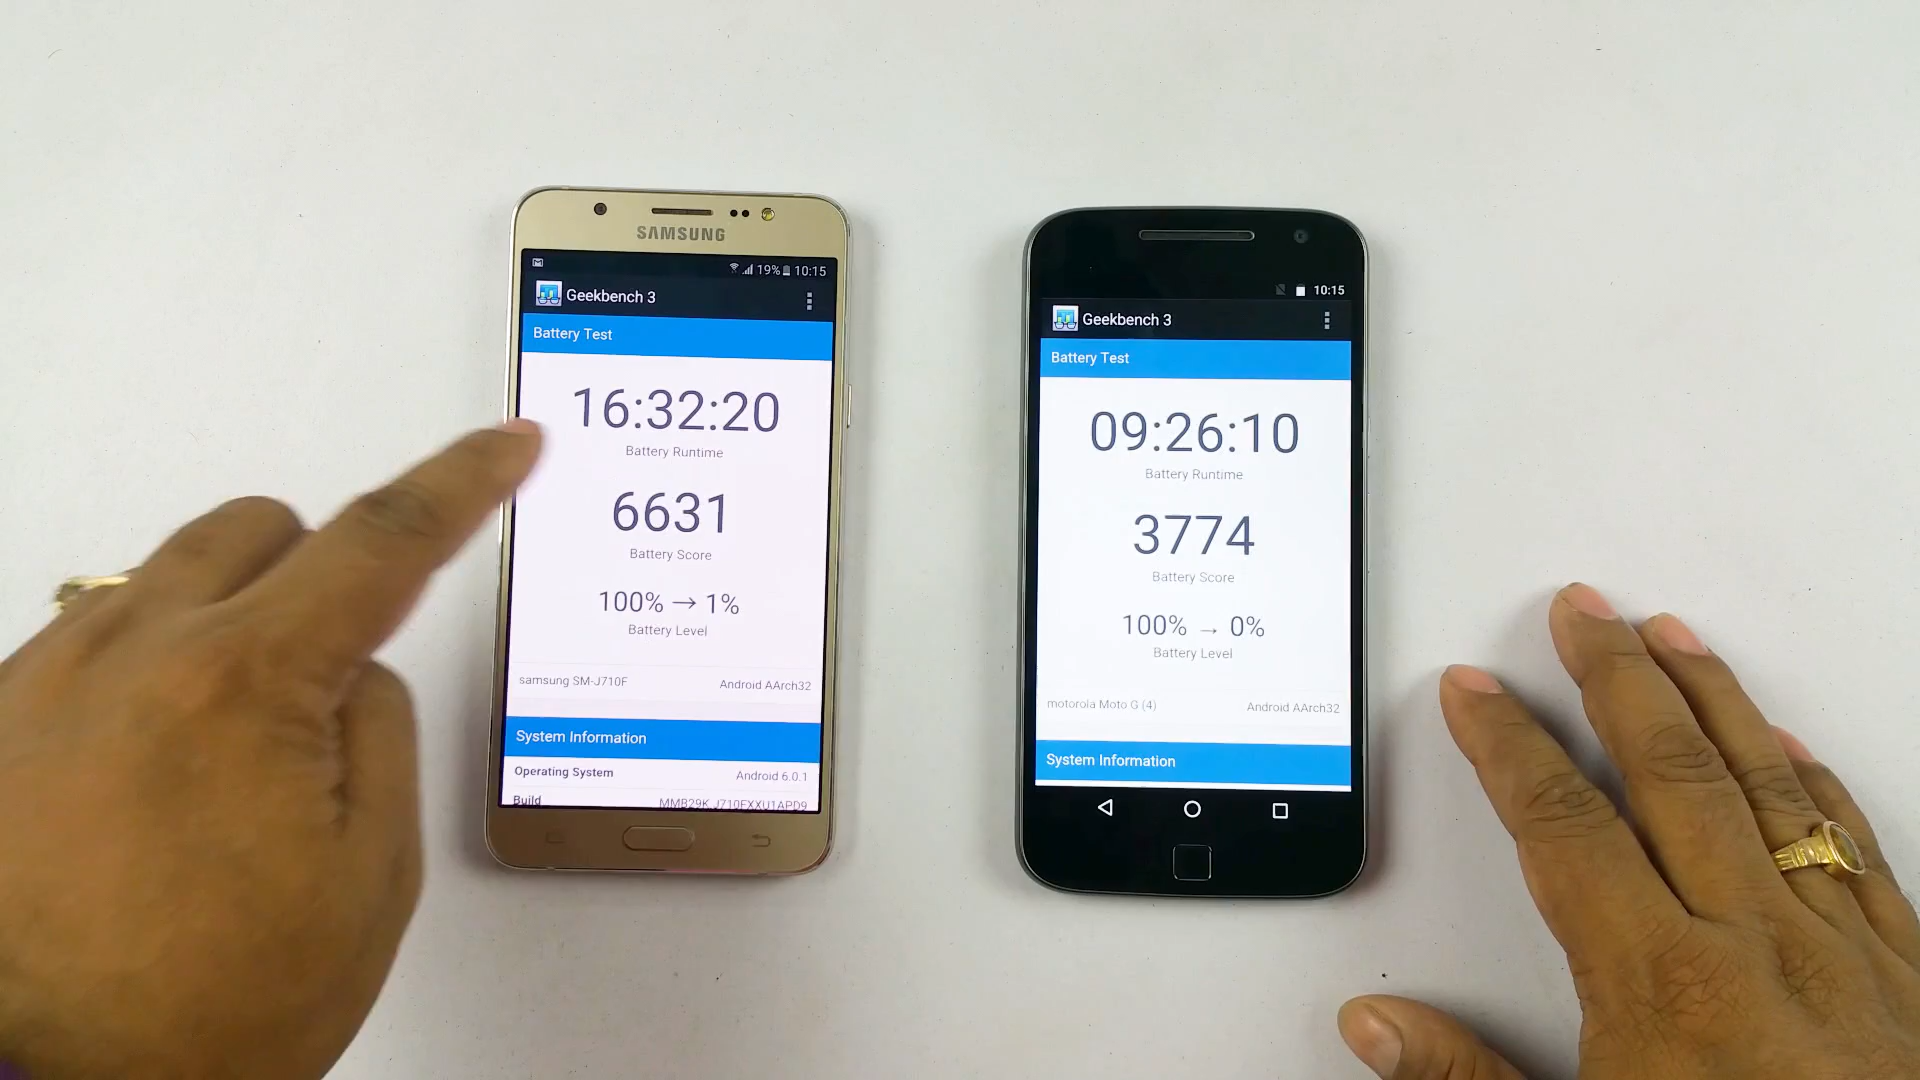 SAMSUNG
19% 10:15
Geekbench 3
Battery Test
16:32:20
Battery Runtime
6631
Battery Score
100% → 1%
Battery Level
samsung SM-J710F Android AArch32
System Information
Operating System Android 6.0.1
Build MMB29K.J710FXXU1APD9
10:15
Geekbench 3
Battery Test
09:26:10
Battery Runtime
3774
Battery Score
100% → 0%
Battery Level
motorola Moto G (4) Android AArch32
System Information